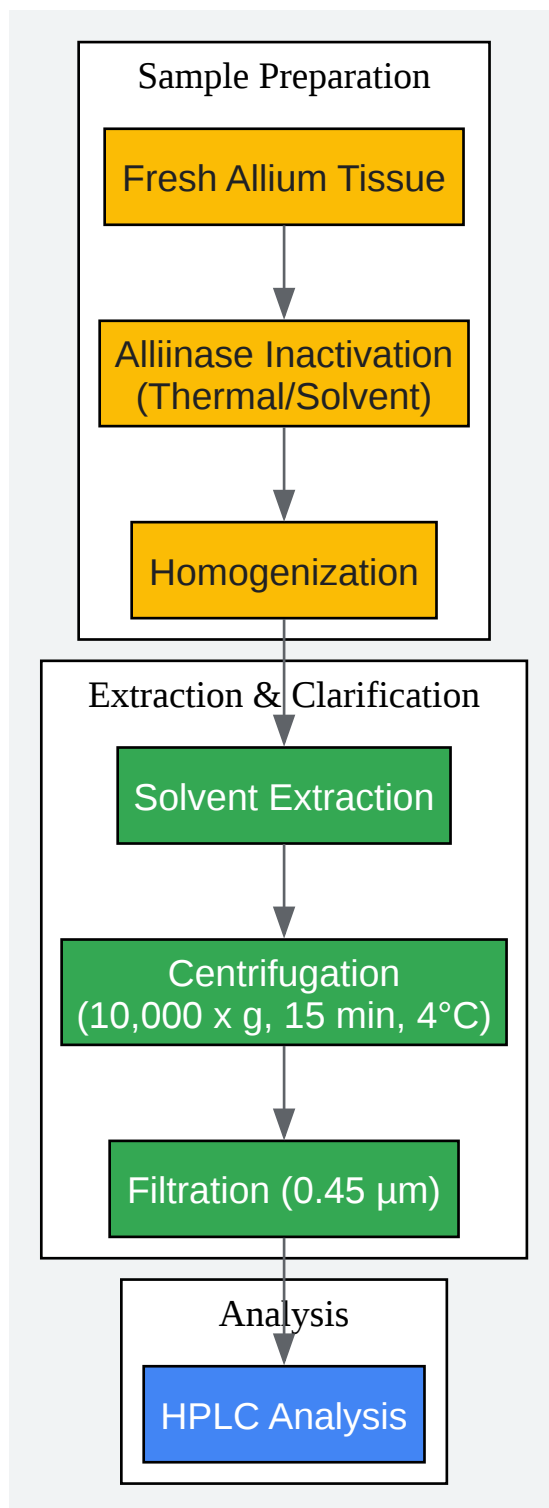 Sample Preparation
Fresh Allium Tissue
Alliinase Inactivation
(Thermal/Solvent)
Homogenization
Extraction & Clarification
Solvent Extraction
Centrifugation
(10,000 x g, 15 min, 4°C)
Filtration (0.45 µm)
Analysis
HPLC Analysis